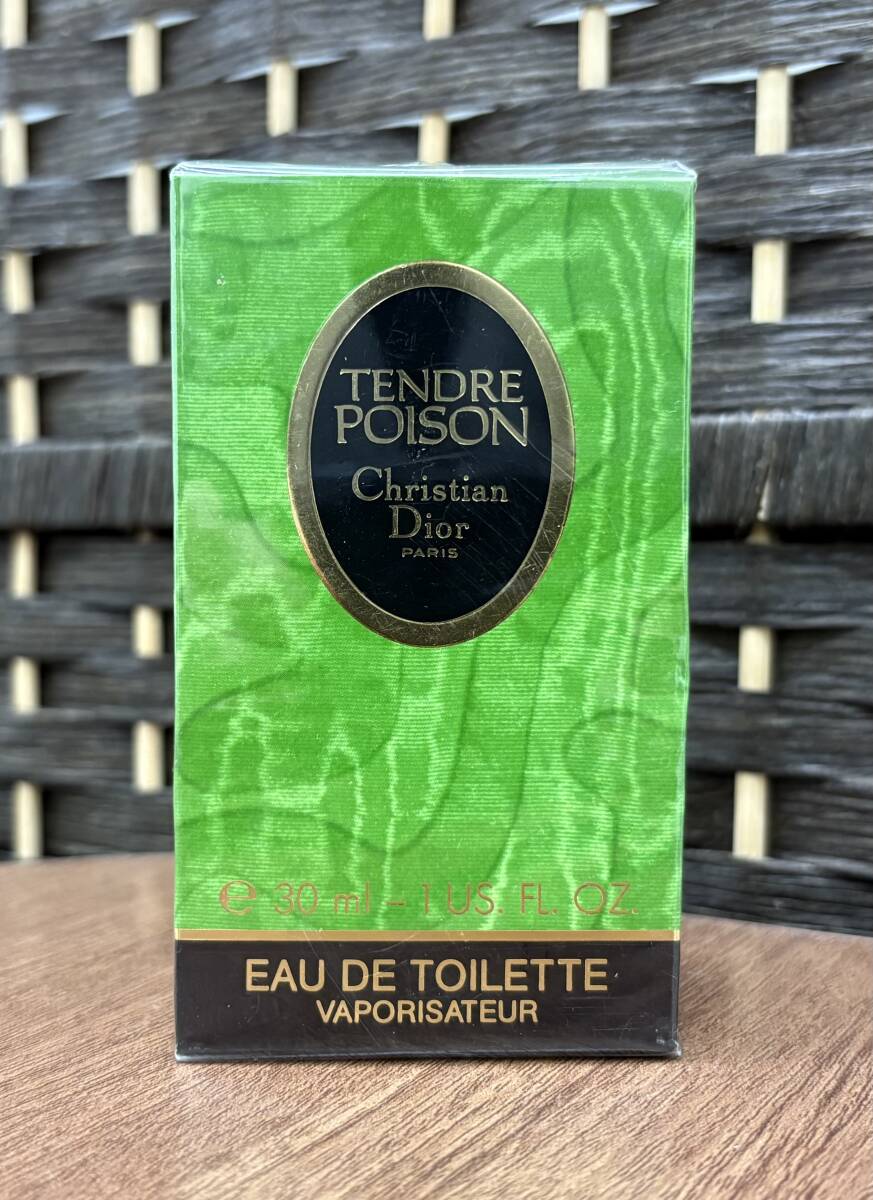 TENDRE
POISON
Christian
Dior
PARIS
℮ 30 ml – 1 US. FL. OZ.
EAU DE TOILETTE
VAPORISATEUR